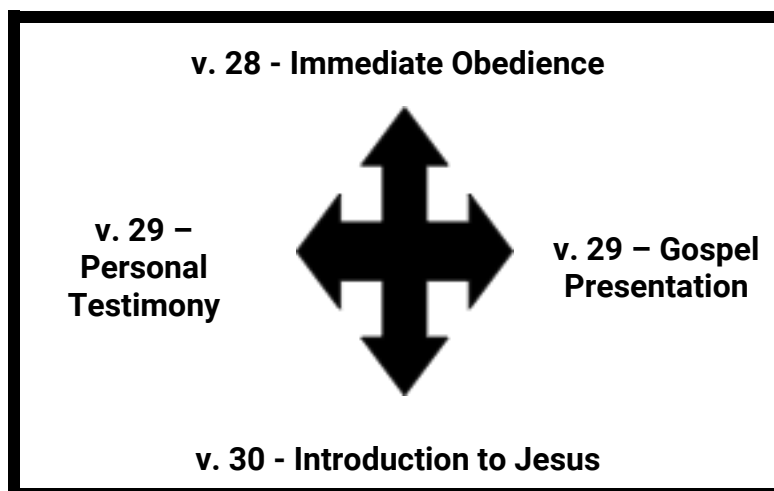 v. 28 - Immediate Obedience
v. 29 –
Personal
Testimony
v. 29 – Gospel
Presentation
v. 30 - Introduction to Jesus